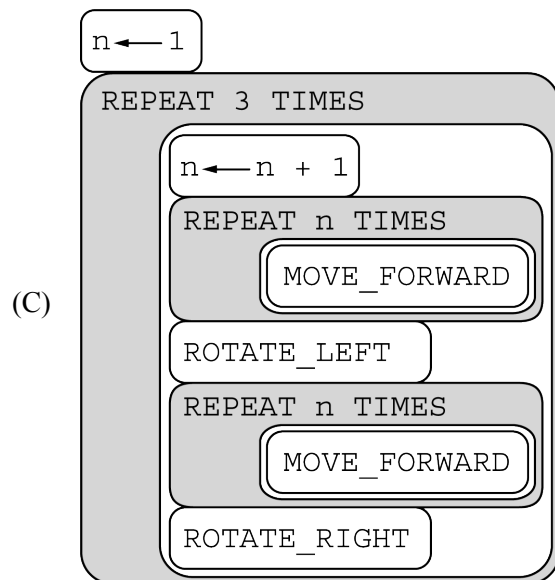 n ← 1
REPEAT 3 TIMES
n ← n + 1
REPEAT n TIMES
MOVE_FORWARD
(C)
ROTATE_LEFT
REPEAT n TIMES
MOVE_FORWARD
ROTATE_RIGHT